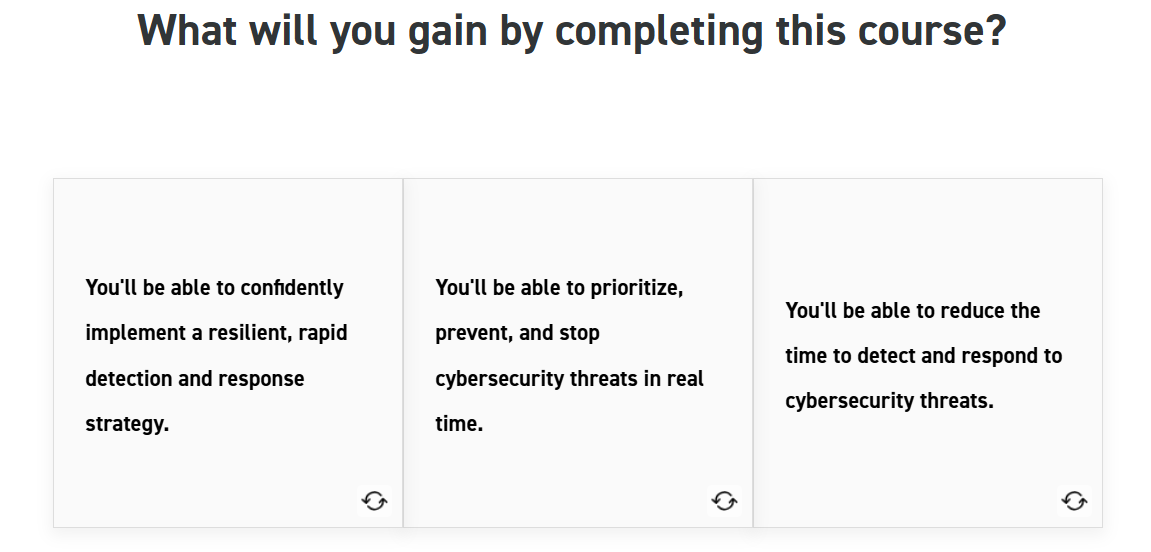 What will you gain by completing this course?
You'll be able to confidently
implement a resilient, rapid
detection and response
strategy.
You'll be able to prioritize,
prevent, and stop
cybersecurity threats in real
time.
You'll be able to reduce the
time to detect and respond to
cybersecurity threats.